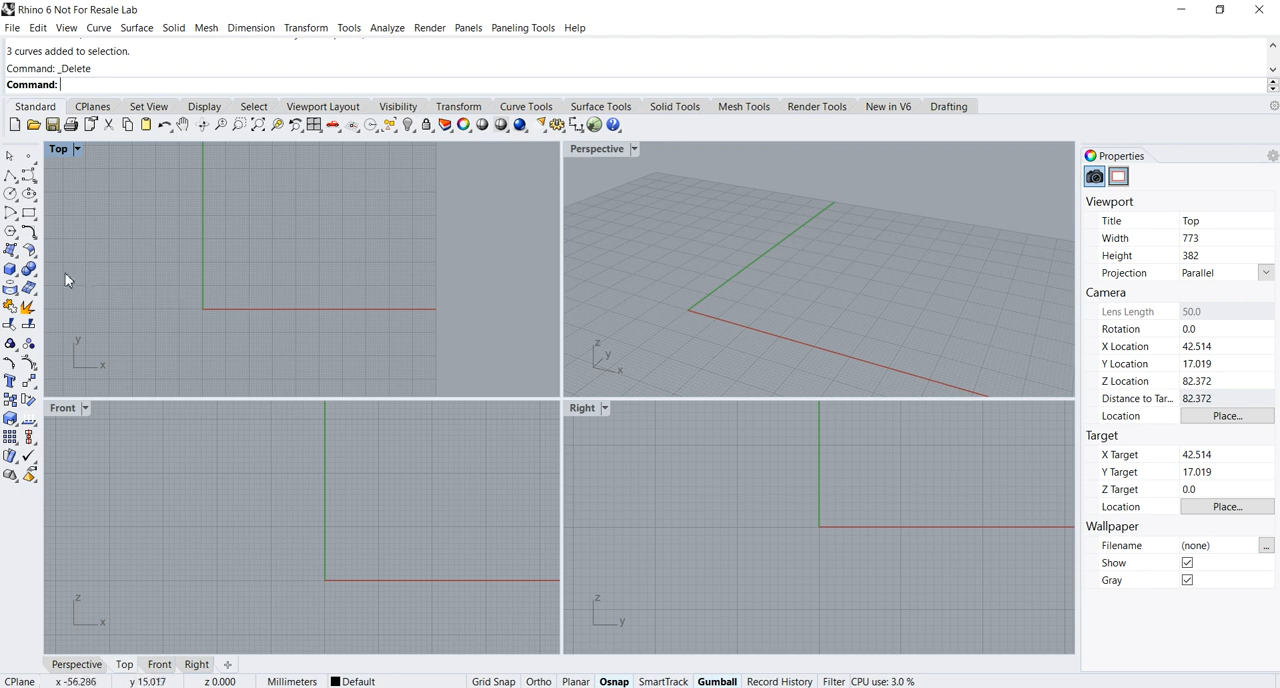 Rhino 6 Not For Resale Lab
File Edit View Curve Surface Solid Mesh Dimension Transform Tools Analyze Render Panels Paneling Tools Help
3 curves added to selection.
Command: _Delete
Command:
Standard CPlanes Set View Display Select Viewport Layout Visibility Transform Curve Tools Surface Tools Solid Tools Mesh Tools Render Tools New in V6 Drafting
Top
Perspective
Properties
Viewport
Title Top
Width 773
Height 382
Projection Parallel
Camera
Lens Length 50.0
Rotation 0.0
X Location 42.514
Y Location 17.019
Z Location 82.372
Distance to Tar... 82.372
Location Place...
Target
X Target 42.514
Y Target 17.019
Z Target 0.0
Location Place...
Wallpaper
Filename (none) ...
Show
Gray
y
x
z
y
x
Front
Right
z
x
z
y
Perspective Top Front Right
CPlane x -56.286 y 15.017 z 0.000 Millimeters Default Grid Snap Ortho Planar Osnap SmartTrack Gumball Record History Filter CPU use: 3.0 %